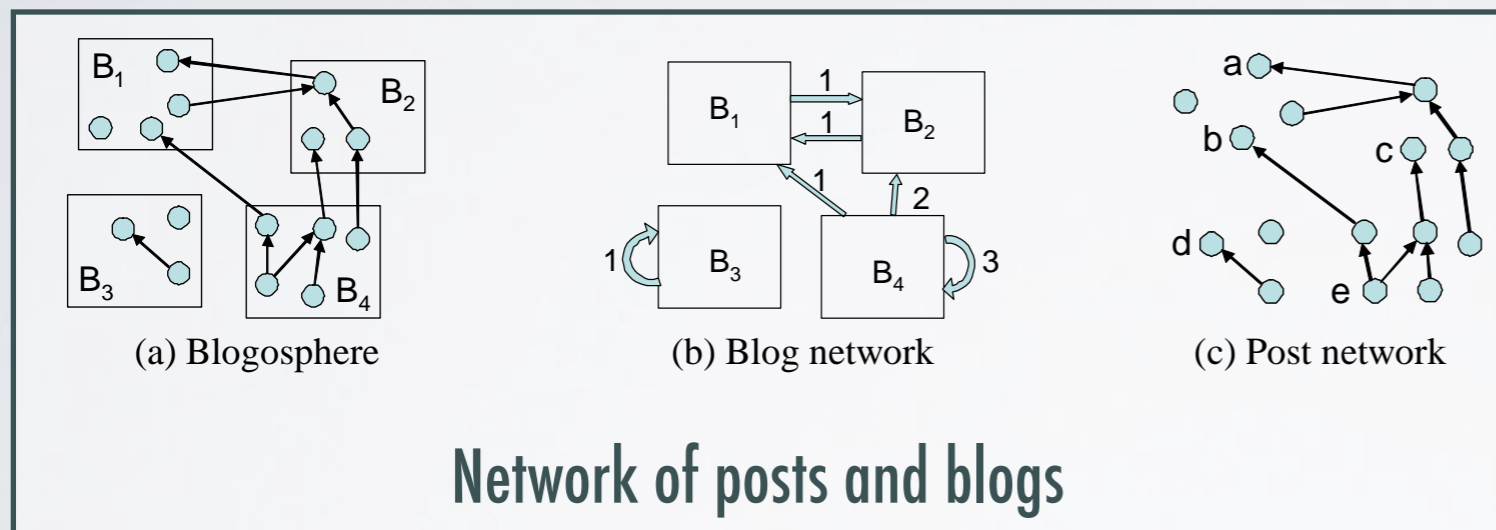 B1
B2
B3
B4
(a) Blogosphere
1
B1
B2
1
1
2
1
B3
B4
3
(b) Blog network
a
b
c
d
e
(c) Post network
Network of posts and blogs